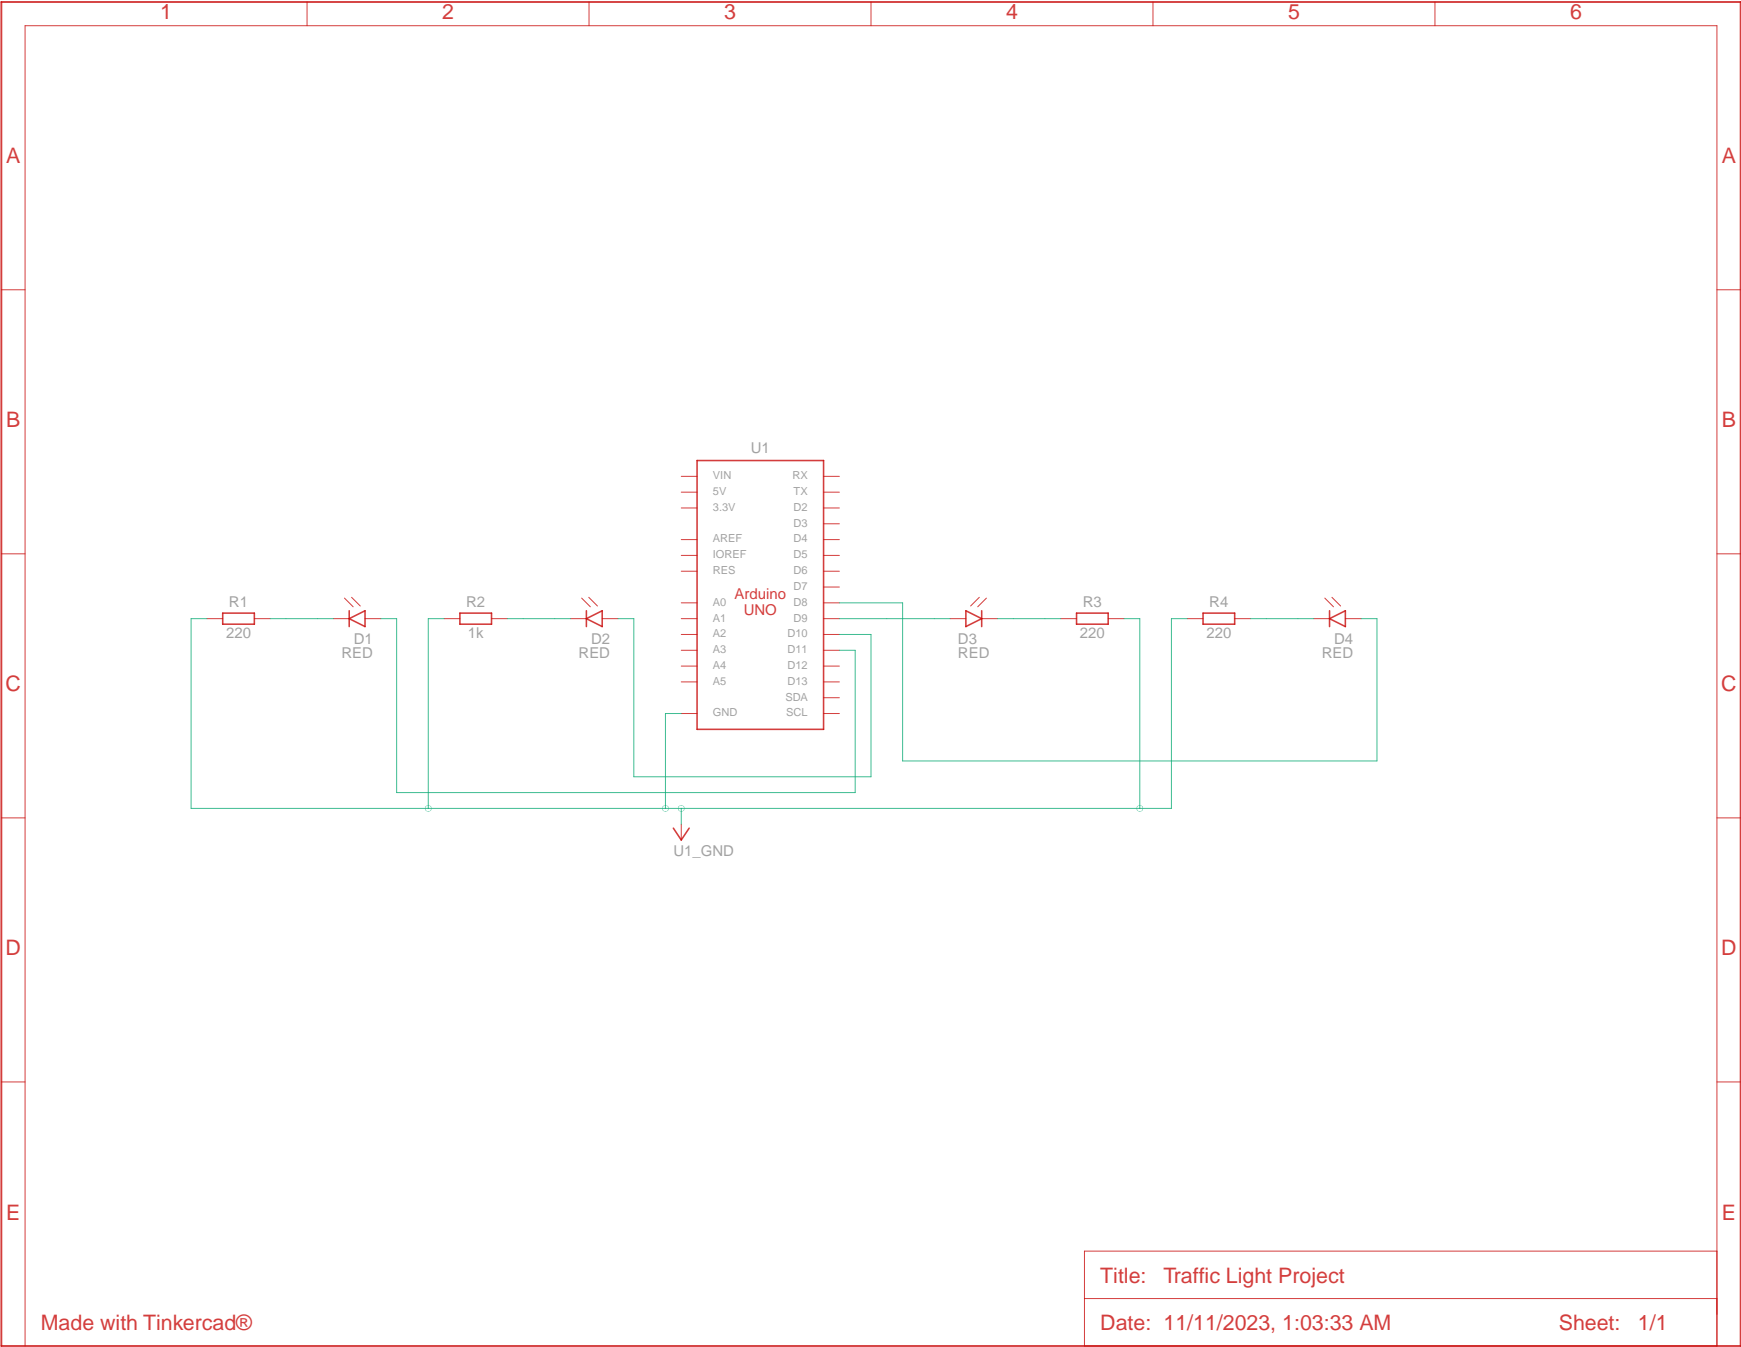 1 2 3 4 5 6
A A
B B
U1
VIN RX
5V TX
3.3V D2
D3
AREF D4
IOREF D5
RES D6
D7
Arduino
UNO
A0 D8
A1 D9
A2 D10
A3 D11
A4 D12
A5 D13
SDA
GND SCL
R1
220
D1
RED
R2
1k
D2
RED
D3
RED
R3
220
R4
220
D4
RED
C C
U1_GND
D D
E E
Title: Traffic Light Project
Made with Tinkercad®
Date: 11/11/2023, 1:03:33 AM Sheet: 1/1